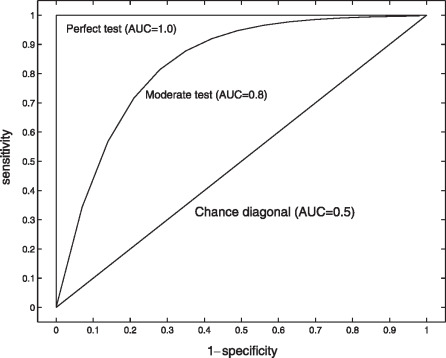 1
0.9
0.8
0.7
0.6
0.5
0.4
0.3
0.2
0.1
0
sensitivity
Perfect test (AUC=1.0)
Moderate test (AUC=0.8)
Chance diagonal (AUC=0.5)
0 0.1 0.2 0.3 0.4 0.5 0.6 0.7 0.8 0.9 1
1−specificity